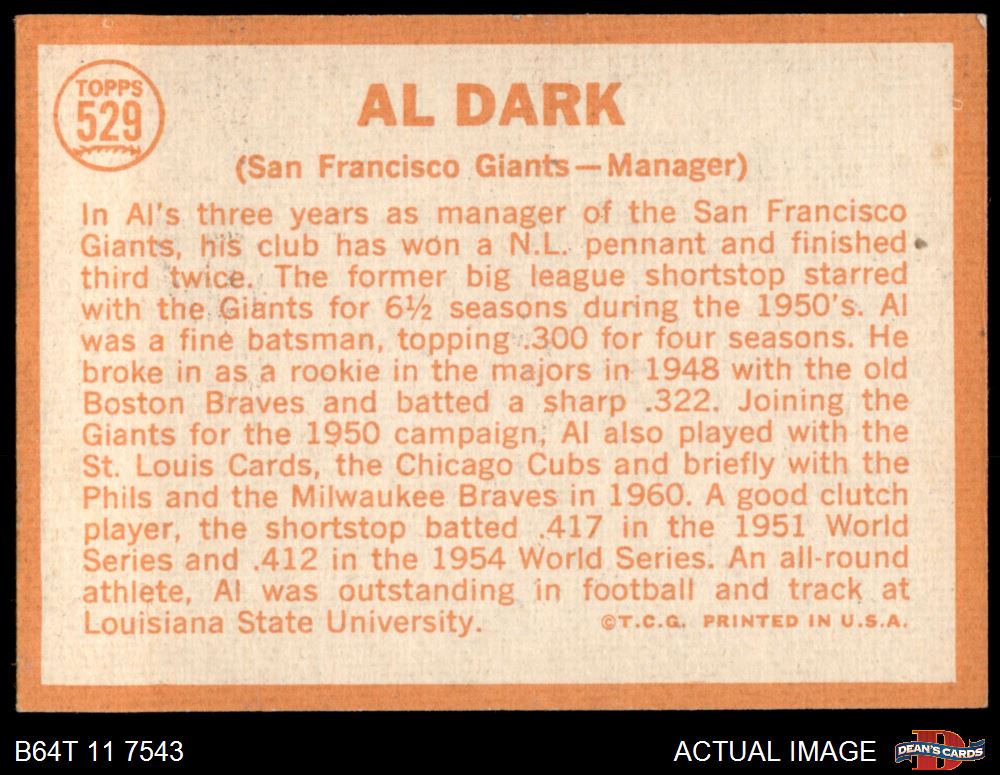 TOPPS
529
AL DARK
(San Francisco Giants—Manager)
In Al's three years as manager of the San Francisco
Giants, his club has won a N.L. pennant and finished
third twice. The former big league shortstop starred
with the Giants for 6½ seasons during the 1950's. Al
was a fine batsman, topping .300 for four seasons. He
broke in as a rookie in the majors in 1948 with the old
Boston Braves and batted a sharp .322. Joining the
Giants for the 1950 campaign, Al also played with the
St. Louis Cards, the Chicago Cubs and briefly with the
Phils and the Milwaukee Braves in 1960. A good clutch
player, the shortstop batted .417 in the 1951 World
Series and .412 in the 1954 World Series. An all-round
athlete, Al was outstanding in football and track at
Louisiana State University.
©T.C.G. PRINTED IN U.S.A.
B64T 11 7543
ACTUAL IMAGE
DEAN'S CARDS